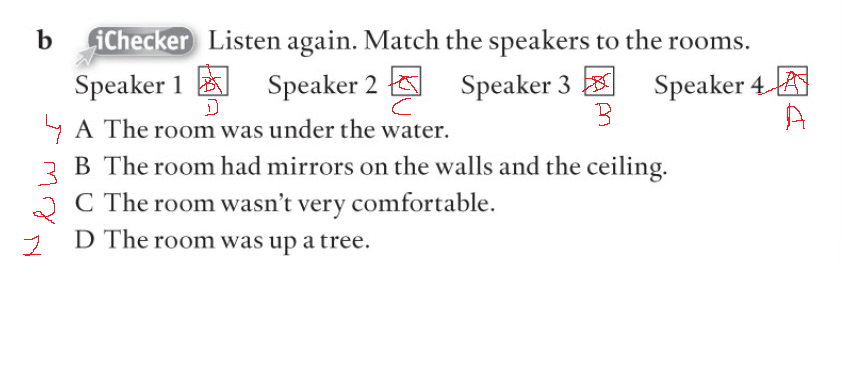 b iChecker Listen again. Match the speakers to the rooms.
Speaker 1 Speaker 2 Speaker 3 Speaker 4 A
D C B A
4 A The room was under the water.
3 B The room had mirrors on the walls and the ceiling.
2 C The room wasn't very comfortable.
1 D The room was up a tree.